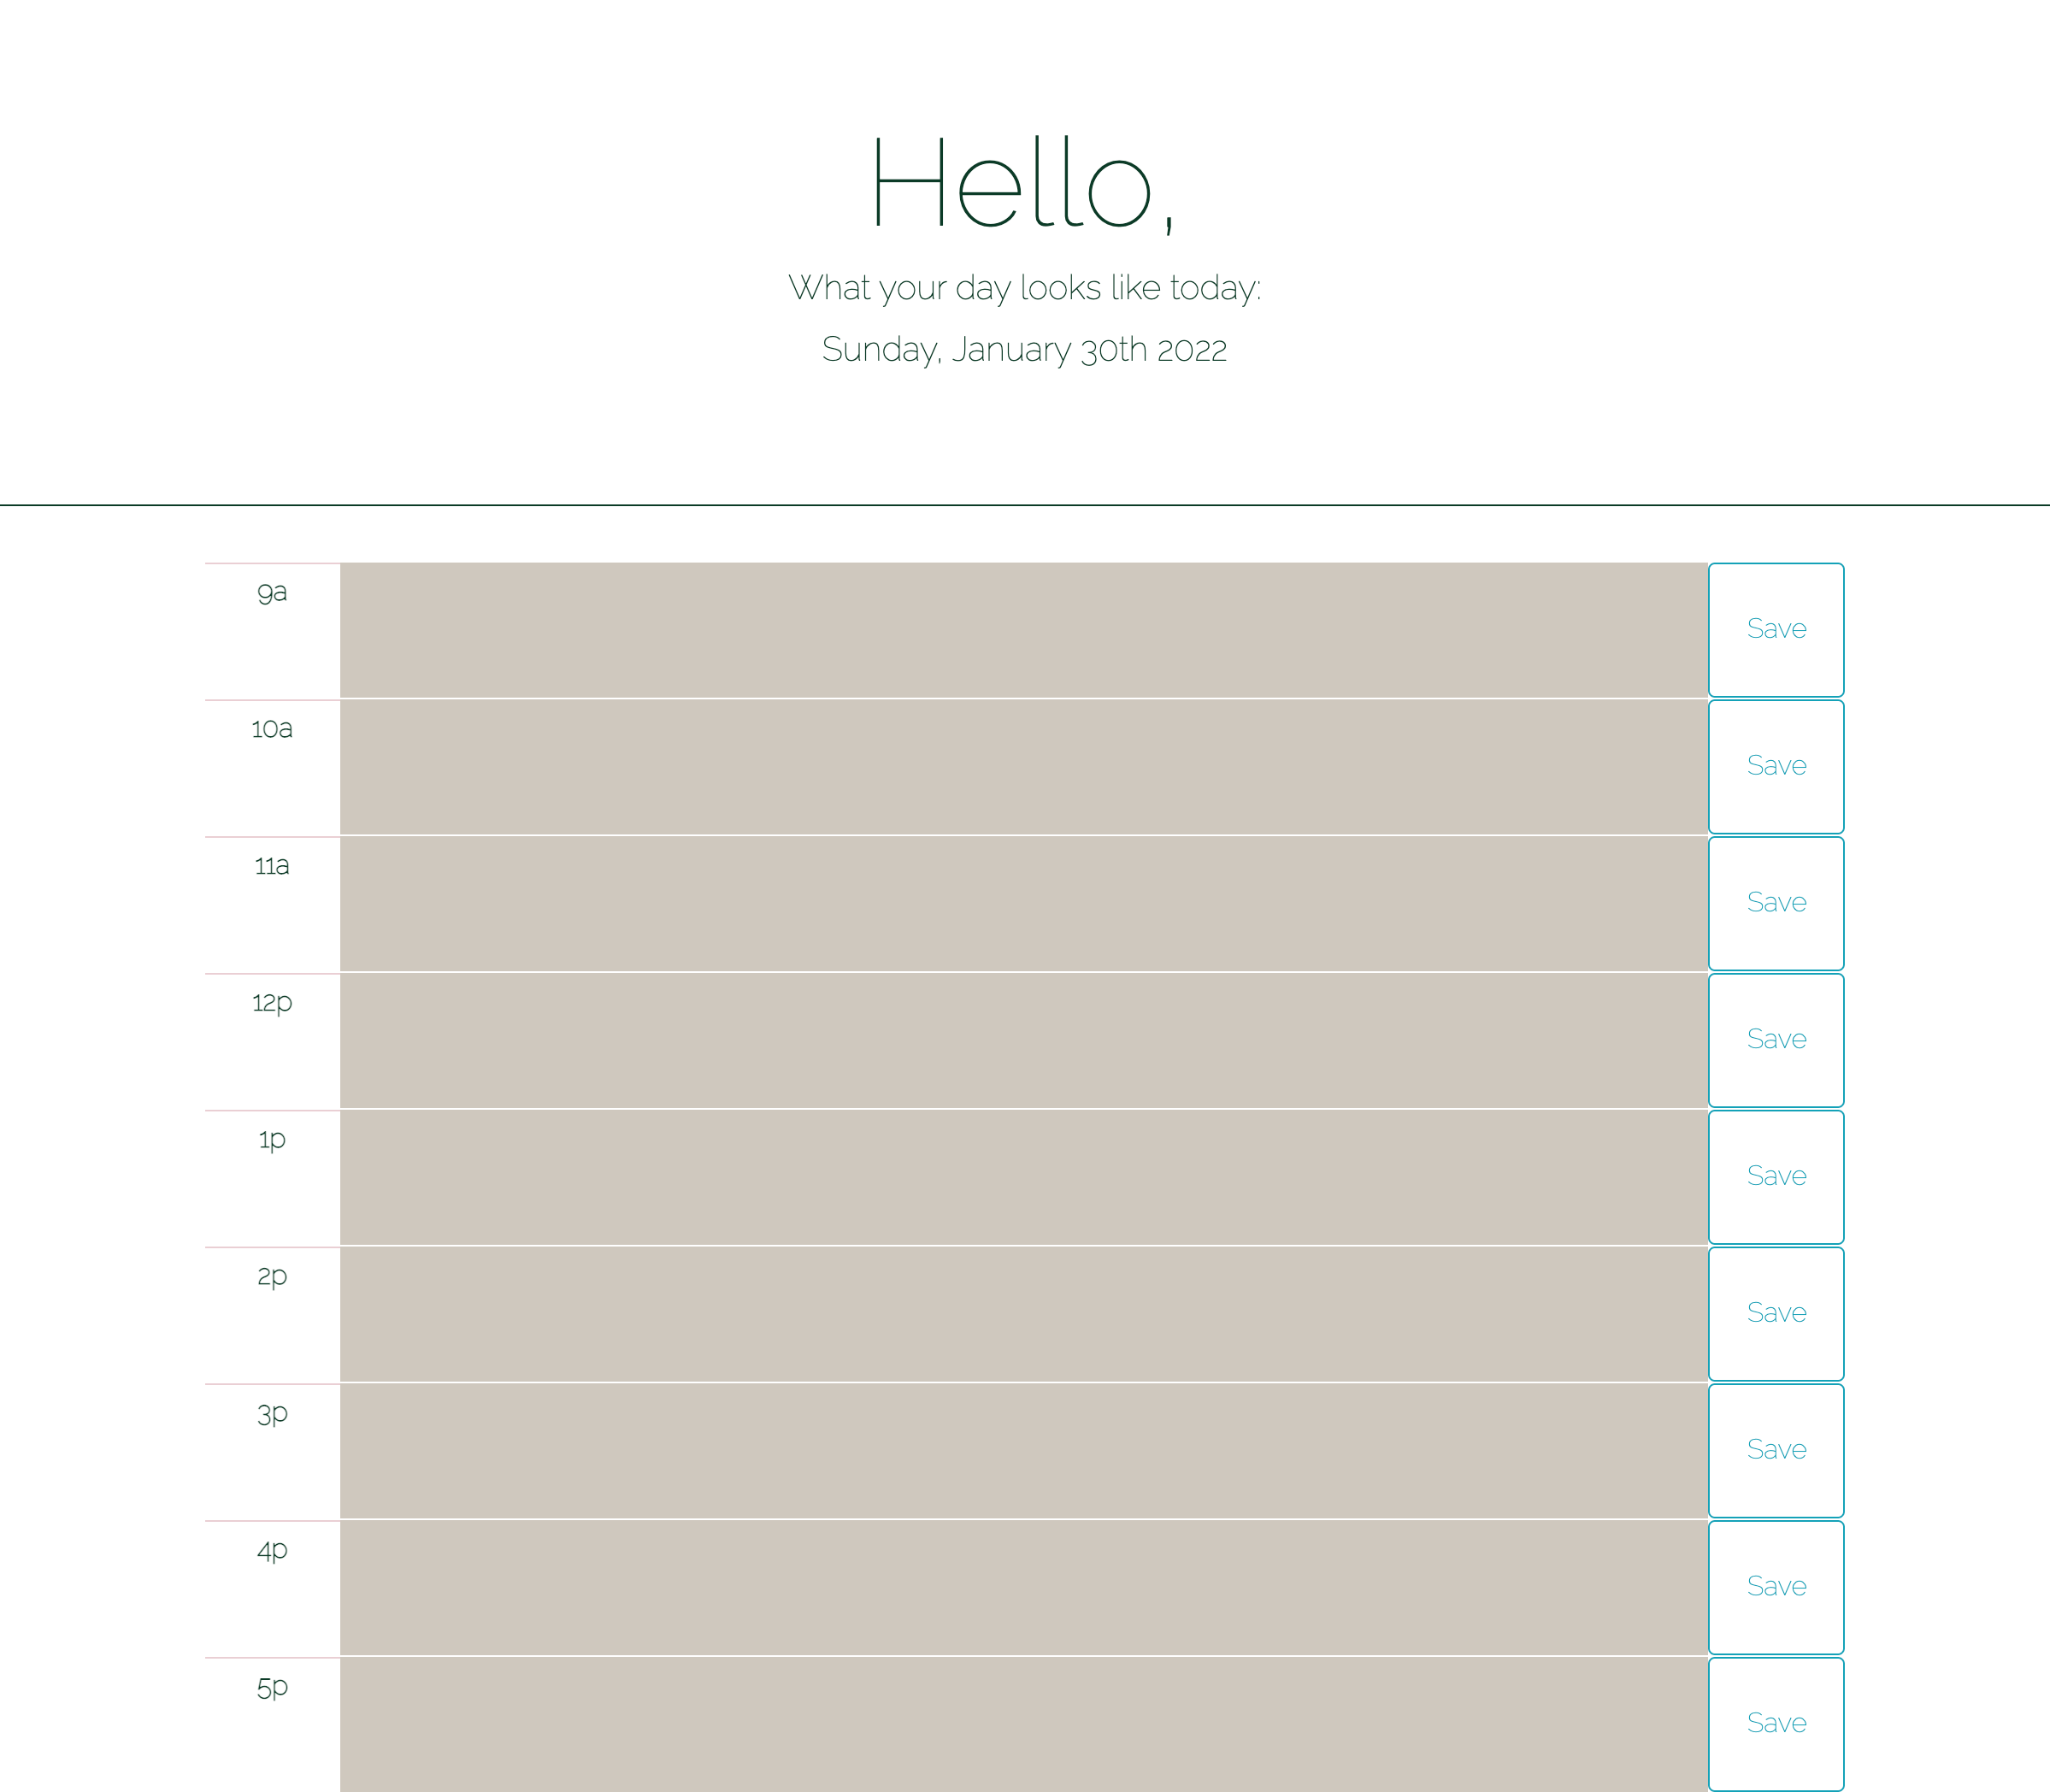 Hello,
What your day looks like today:
Sunday, January 30th 2022
9a
Save
10a
Save
11a
Save
12p
Save
1p
Save
2p
Save
3p
Save
4p
Save
5p
Save